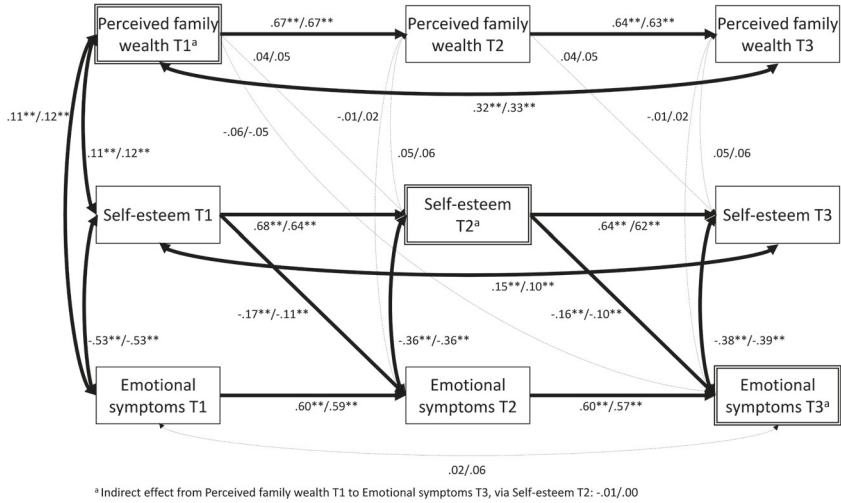 Perceived family
wealth T1ᵃ
.67**/.67**
Perceived family
wealth T2
.64**/.63**
Perceived family
wealth T3
.04/.05
.04/.05
.11**/.12**
.32**/.33**
-.06/-.05
-.01/.02
-.01/.02
.11**/.12**
.05/.06
.05/.06
Self-esteem T1
.68**/.64**
Self-esteem
T2ᵃ
.64** /62**
Self-esteem T3
.15**/.10**
-.17**/-.11**
-.16**/-.10**
-.53**/-.53**
-.36**/-.36**
-.38**/-.39**
Emotional
symptoms T1
.60**/.59**
Emotional
symptoms T2
.60**/.57**
Emotional
symptoms T3ᵃ
.02/.06
ᵃ Indirect effect from Perceived family wealth T1 to Emotional symptoms T3, via Self-esteem T2: -.01/.00